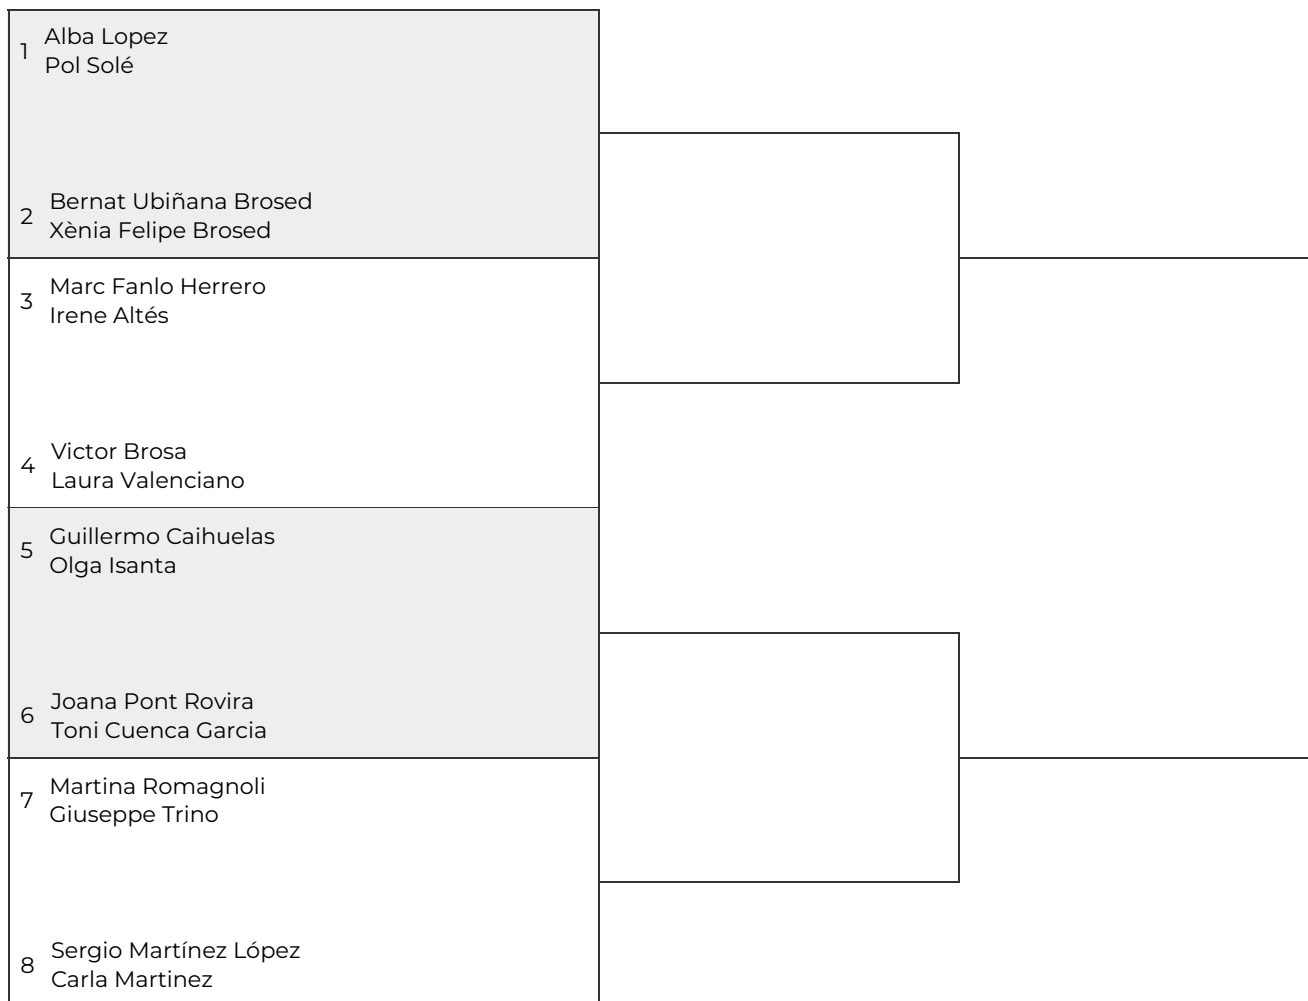 1 Alba Lopez
Pol Solé
2 Bernat Ubiñana Brosed
Xènia Felipe Brosed
3 Marc Fanlo Herrero
Irene Altés
4 Victor Brosa
Laura Valenciano
5 Guillermo Caihuelas
Olga Isanta
6 Joana Pont Rovira
Toni Cuenca Garcia
7 Martina Romagnoli
Giuseppe Trino
8 Sergio Martínez López
Carla Martinez